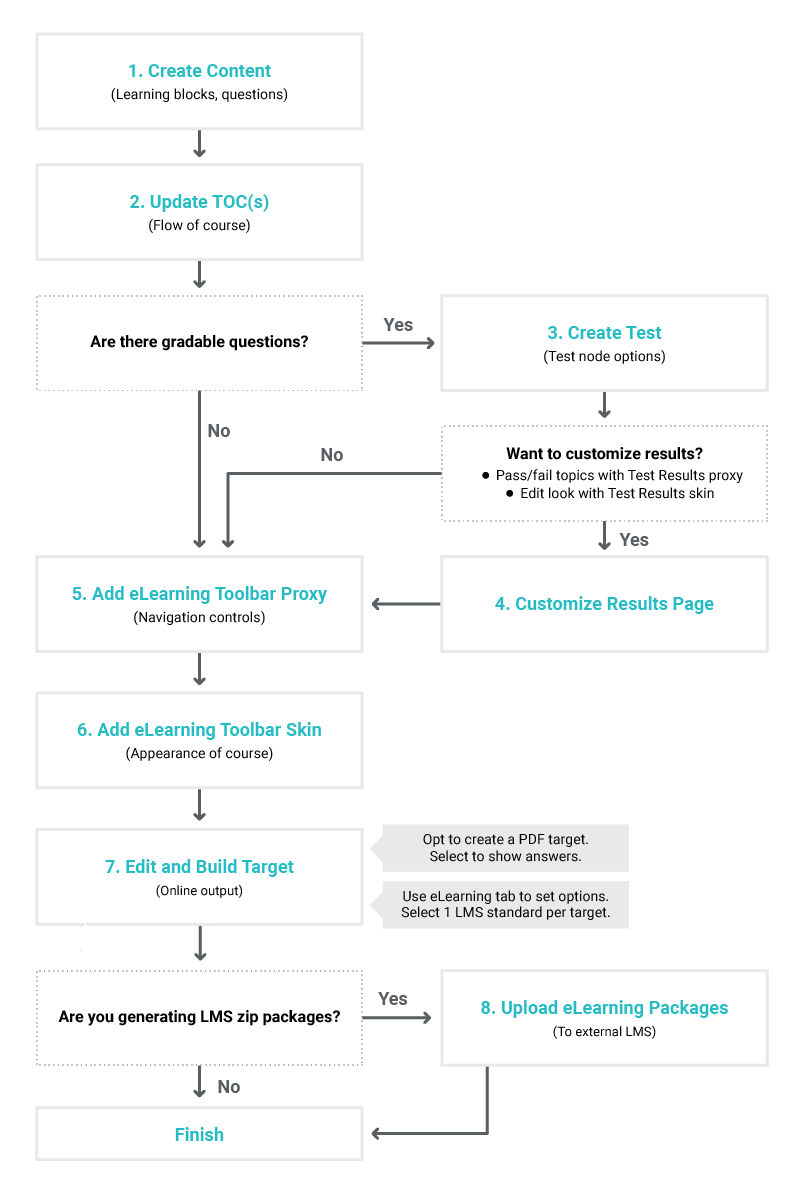 1. Create Content
(Learning blocks, questions)
2. Update TOC(s)
(Flow of course)
Are there gradable questions?
Yes
3. Create Test
(Test node options)
No
Want to customize results?
● Pass/fail topics with Test Results proxy
● Edit look with Test Results skin
No
Yes
5. Add eLearning Toolbar Proxy
(Navigation controls)
4. Customize Results Page
6. Add eLearning Toolbar Skin
(Appearance of course)
7. Edit and Build Target
(Online output)
Opt to create a PDF target.
Select to show answers.
Use eLearning tab to set options.
Select 1 LMS standard per target.
Are you generating LMS zip packages?
Yes
8. Upload eLearning Packages
(To external LMS)
No
Finish